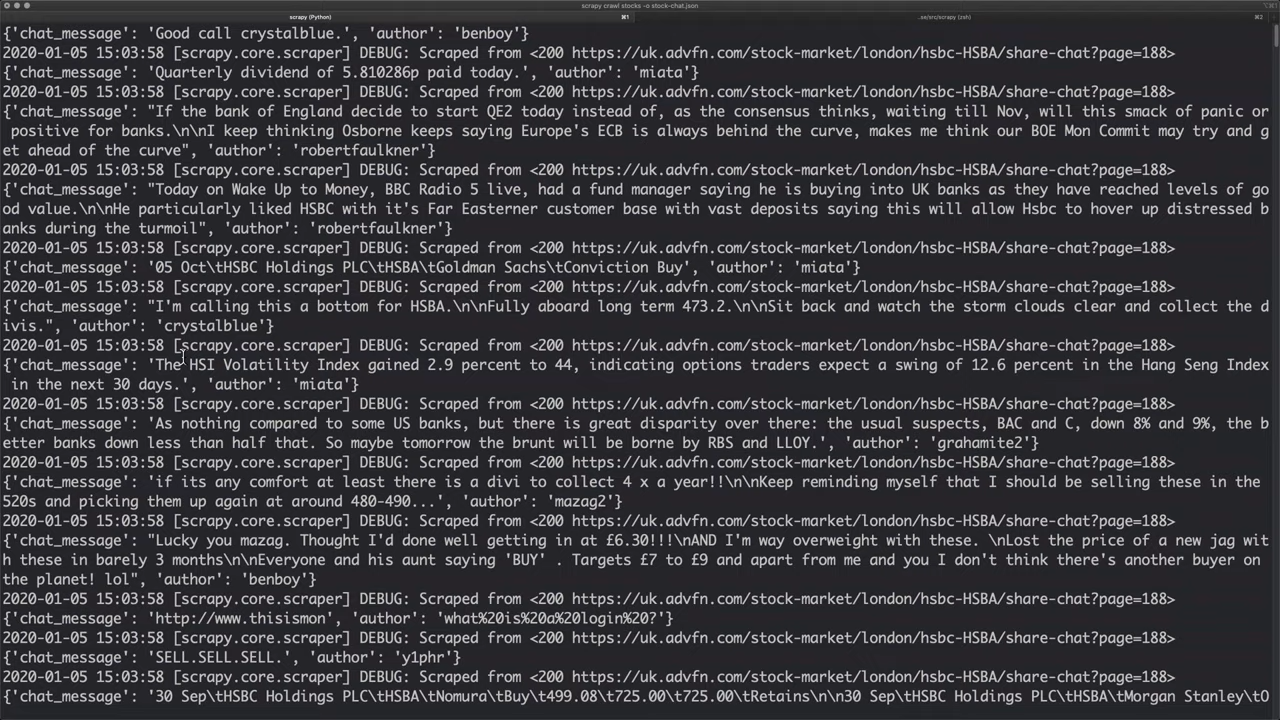 scrapy crawl stocks -o stock-chat.json
scrapy (Python) ⌘1 ..se/src/scrapy (zsh) ⌘2
{'chat_message': 'Good call crystalblue.', 'author': 'benboy'}
2020-01-05 15:03:58 [scrapy.core.scraper] DEBUG: Scraped from <200 https://uk.advfn.com/stock-market/london/hsbc-HSBA/share-chat?page=188>
{'chat_message': 'Quarterly dividend of 5.810286p paid today.', 'author': 'miata'}
2020-01-05 15:03:58 [scrapy.core.scraper] DEBUG: Scraped from <200 https://uk.advfn.com/stock-market/london/hsbc-HSBA/share-chat?page=188>
{'chat_message': "If the bank of England decide to start QE2 today instead of, as the consensus thinks, waiting till Nov, will this smack of panic or
positive for banks.\n\nI keep thinking Osborne keeps saying Europe's ECB is always behind the curve, makes me think our BOE Mon Commit may try and g
et ahead of the curve", 'author': 'robertfaulkner'}
2020-01-05 15:03:58 [scrapy.core.scraper] DEBUG: Scraped from <200 https://uk.advfn.com/stock-market/london/hsbc-HSBA/share-chat?page=188>
{'chat_message': "Today on Wake Up to Money, BBC Radio 5 live, had a fund manager saying he is buying into UK banks as they have reached levels of go
od value.\n\nHe particularly liked HSBC with it's Far Easterner customer base with vast deposits saying this will allow Hsbc to hover up distressed b
anks during the turmoil", 'author': 'robertfaulkner'}
2020-01-05 15:03:58 [scrapy.core.scraper] DEBUG: Scraped from <200 https://uk.advfn.com/stock-market/london/hsbc-HSBA/share-chat?page=188>
{'chat_message': '05 Oct\tHSBC Holdings PLC\tHSBA\tGoldman Sachs\tConviction Buy', 'author': 'miata'}
2020-01-05 15:03:58 [scrapy.core.scraper] DEBUG: Scraped from <200 https://uk.advfn.com/stock-market/london/hsbc-HSBA/share-chat?page=188>
{'chat_message': "I'm calling this a bottom for HSBA.\n\nFully aboard long term 473.2.\n\nSit back and watch the storm clouds clear and collect the d
ivis.", 'author': 'crystalblue'}
2020-01-05 15:03:58 [scrapy.core.scraper] DEBUG: Scraped from <200 https://uk.advfn.com/stock-market/london/hsbc-HSBA/share-chat?page=188>
{'chat_message': 'The HSI Volatility Index gained 2.9 percent to 44, indicating options traders expect a swing of 12.6 percent in the Hang Seng Index
in the next 30 days.', 'author': 'miata'}
2020-01-05 15:03:58 [scrapy.core.scraper] DEBUG: Scraped from <200 https://uk.advfn.com/stock-market/london/hsbc-HSBA/share-chat?page=188>
{'chat_message': 'As nothing compared to some US banks, but there is great disparity over there: the usual suspects, BAC and C, down 8% and 9%, the b
etter banks down less than half that. So maybe tomorrow the brunt will be borne by RBS and LLOY.', 'author': 'grahamite2'}
2020-01-05 15:03:58 [scrapy.core.scraper] DEBUG: Scraped from <200 https://uk.advfn.com/stock-market/london/hsbc-HSBA/share-chat?page=188>
{'chat_message': 'if its any comfort at least there is a divi to collect 4 x a year!!\n\nKeep reminding myself that I should be selling these in the
520s and picking them up again at around 480-490...', 'author': 'mazag2'}
2020-01-05 15:03:58 [scrapy.core.scraper] DEBUG: Scraped from <200 https://uk.advfn.com/stock-market/london/hsbc-HSBA/share-chat?page=188>
{'chat_message': "Lucky you mazag. Thought I'd done well getting in at £6.30!!!\nAND I'm way overweight with these. \nLost the price of a new jag wit
h these in barely 3 months\n\nEveryone and his aunt saying 'BUY' . Targets £7 to £9 and apart from me and you I don't think there's another buyer on
the planet! lol", 'author': 'benboy'}
2020-01-05 15:03:58 [scrapy.core.scraper] DEBUG: Scraped from <200 https://uk.advfn.com/stock-market/london/hsbc-HSBA/share-chat?page=188>
{'chat_message': 'http://www.thisismon', 'author': 'what%20is%20a%20login%20?'}
2020-01-05 15:03:58 [scrapy.core.scraper] DEBUG: Scraped from <200 https://uk.advfn.com/stock-market/london/hsbc-HSBA/share-chat?page=188>
{'chat_message': 'SELL.SELL.SELL.', 'author': 'y1phr'}
2020-01-05 15:03:58 [scrapy.core.scraper] DEBUG: Scraped from <200 https://uk.advfn.com/stock-market/london/hsbc-HSBA/share-chat?page=188>
{'chat_message': '30 Sep\tHSBC Holdings PLC\tHSBA\tNomura\tBuy\t499.08\t725.00\t725.00\tRetains\n\n30 Sep\tHSBC Holdings PLC\tHSBA\tMorgan Stanley\tO